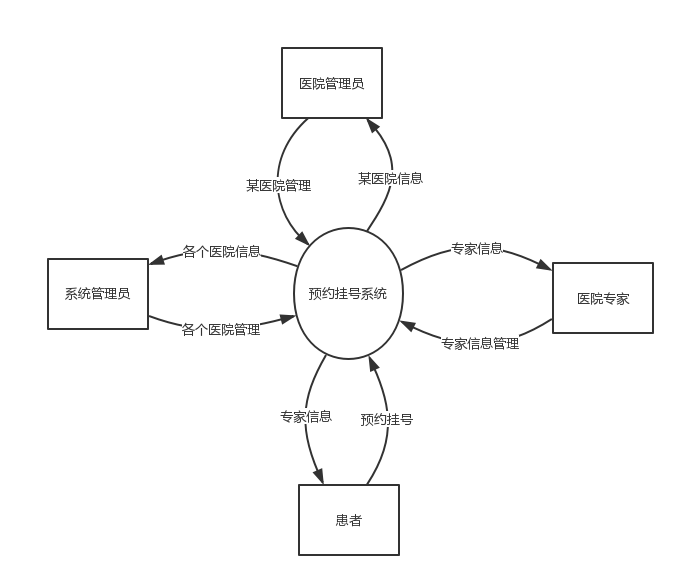 医院管理员
某医院管理
某医院信息
各个医院信息
专家信息
系统管理员
预约挂号系统
医院专家
各个医院管理
专家信息管理
专家信息
预约挂号
患者